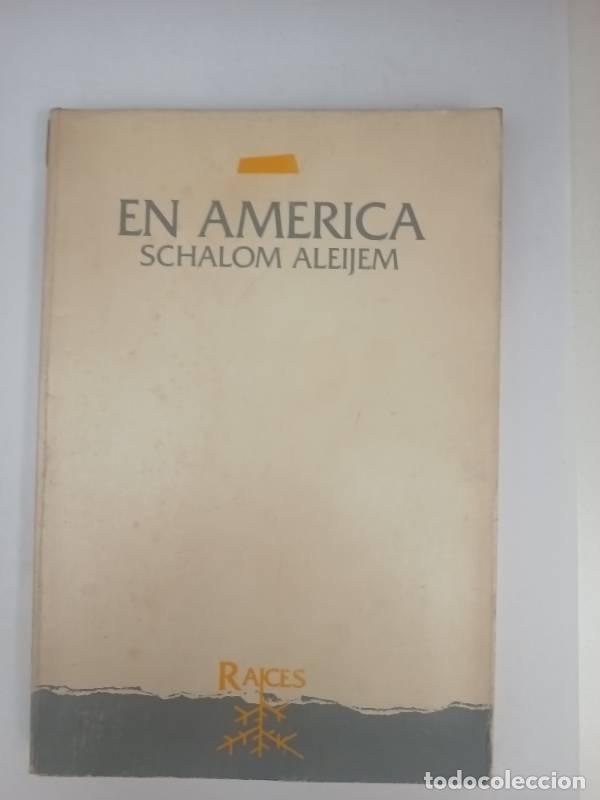 EN AMERICA
SCHALOM ALEIJEM
RAICES
todocoleccion